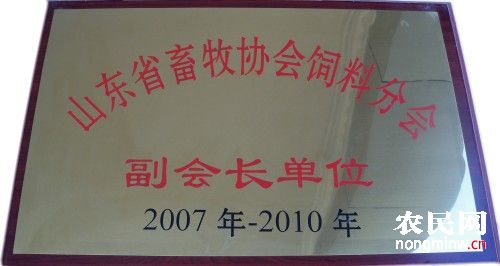 山东省畜牧协会饲料分会
副会长单位
2007年-2010年
农民网
nongminw.cn